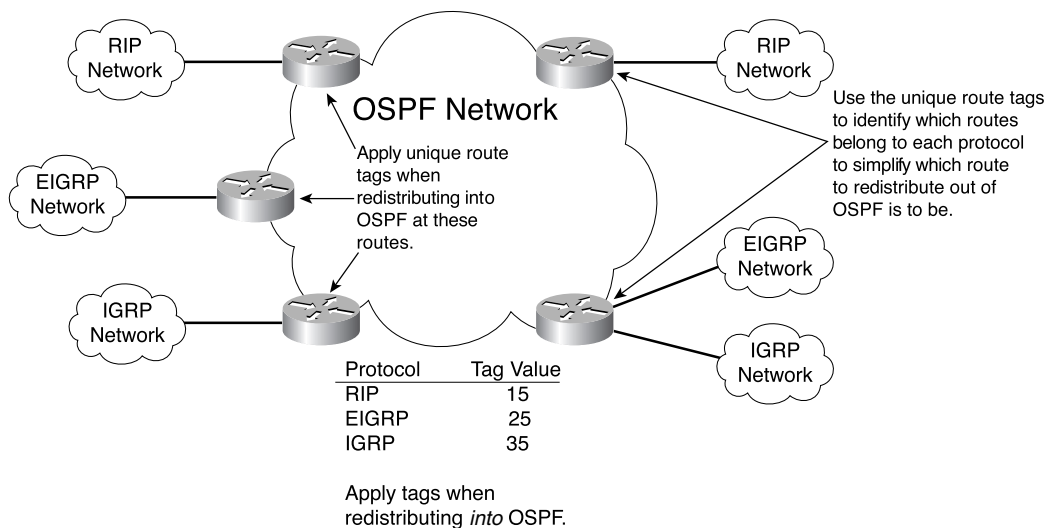 RIP
Network
EIGRP
Network
IGRP
Network
OSPF Network
Apply unique route
tags when
redistributing into
OSPF at these
routes.
RIP
Network
Use the unique route tags
to identify which routes
belong to each protocol
to simplify which route
to redistribute out of
OSPF is to be.
EIGRP
Network
IGRP
Network
Protocol Tag Value
RIP 15
EIGRP 25
IGRP 35
Apply tags when
redistributing into OSPF.